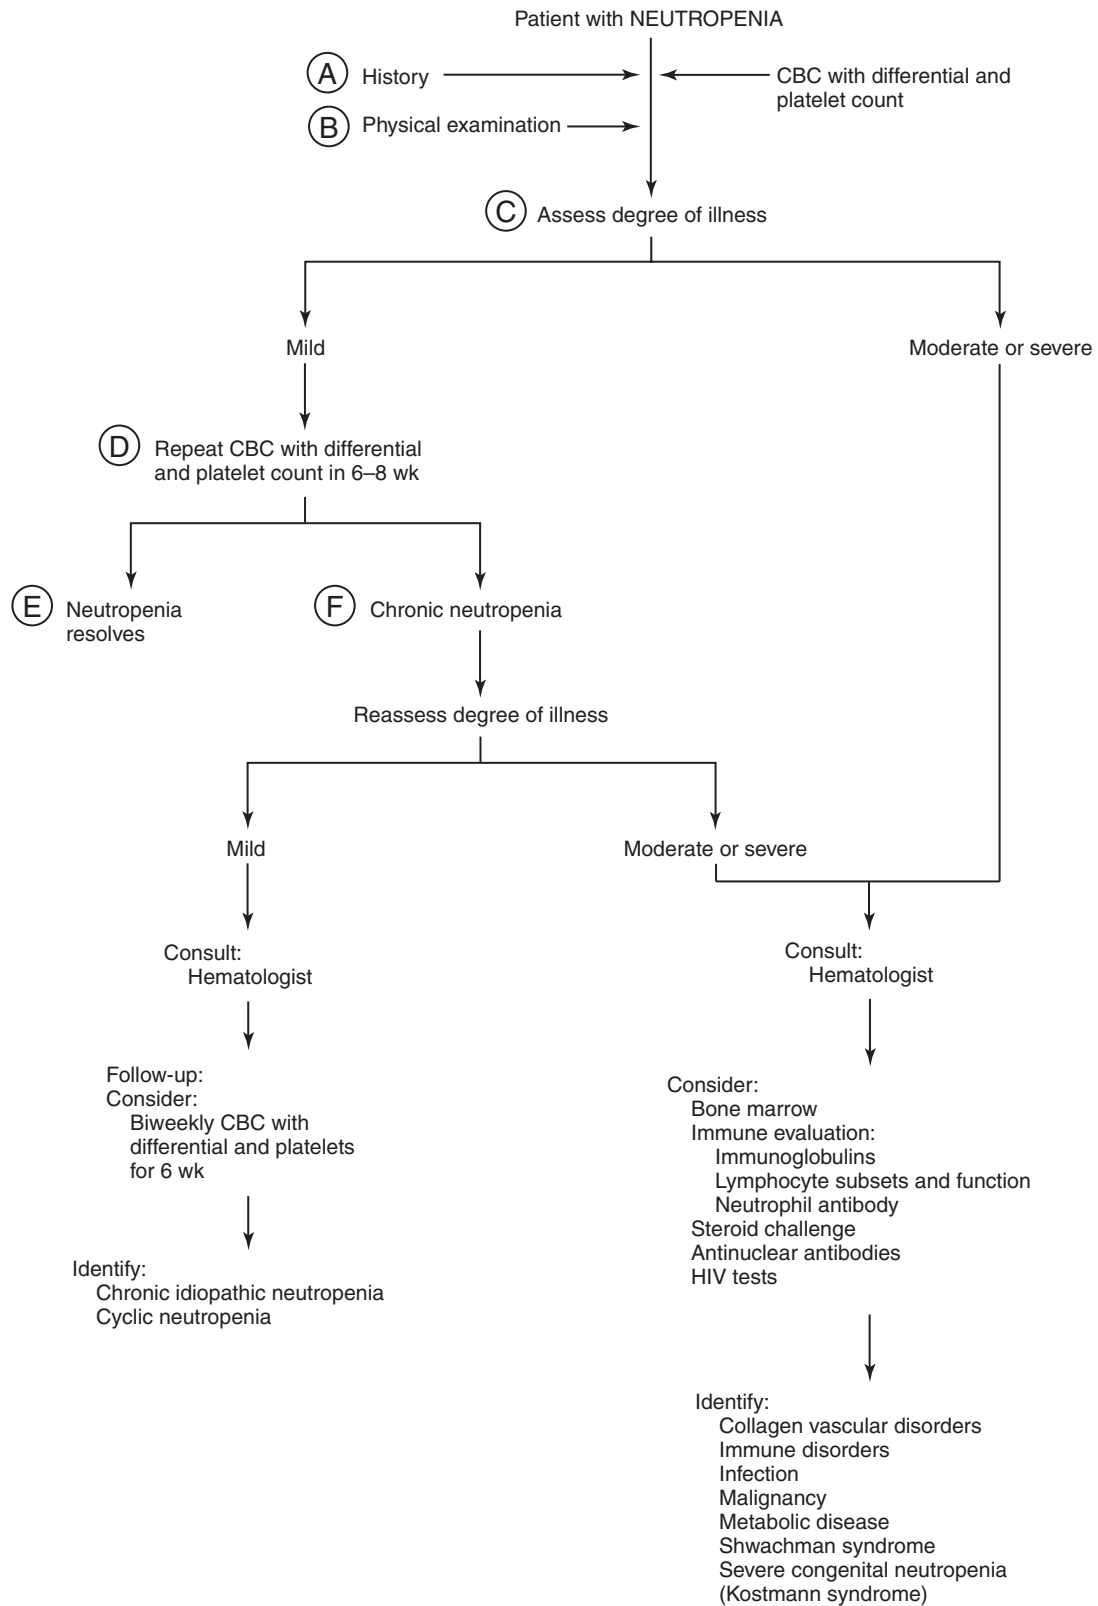 Patient with NEUTROPENIA
A History
CBC with differential and
platelet count
B Physical examination
C Assess degree of illness
Mild
Moderate or severe
D Repeat CBC with differential
and platelet count in 6–8 wk
E Neutropenia
resolves
F Chronic neutropenia
Reassess degree of illness
Mild
Moderate or severe
Consult:
Hematologist
Consult:
Hematologist
Follow-up:
Consider:
Biweekly CBC with
differential and platelets
for 6 wk
Consider:
Bone marrow
Immune evaluation:
Immunoglobulins
Lymphocyte subsets and function
Neutrophil antibody
Steroid challenge
Antinuclear antibodies
HIV tests
Identify:
Chronic idiopathic neutropenia
Cyclic neutropenia
Identify:
Collagen vascular disorders
Immune disorders
Infection
Malignancy
Metabolic disease
Shwachman syndrome
Severe congenital neutropenia
(Kostmann syndrome)